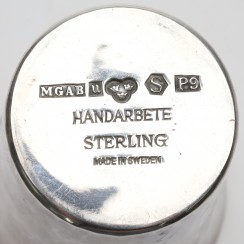 MGAB u S P9
HANDARBETE
STERLING
MADE IN SWEDEN